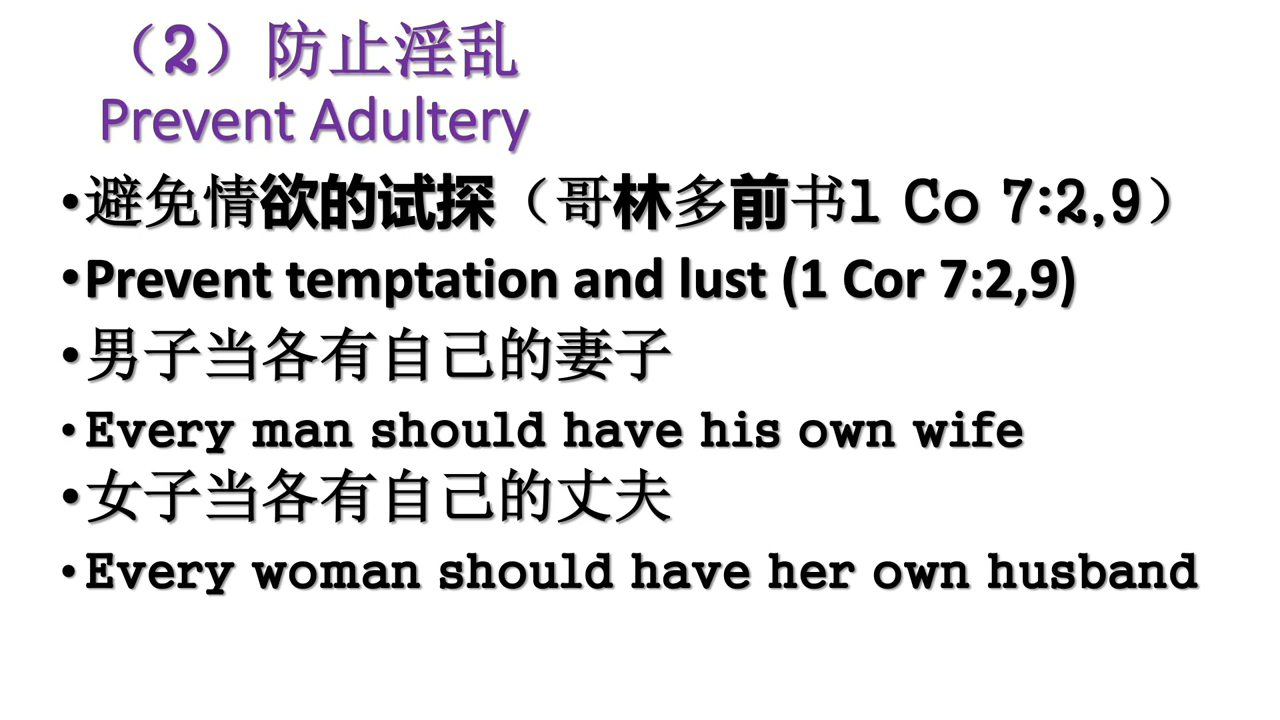 （2）防止淫乱
Prevent Adultery
•避免情欲的试探（哥林多前书1 Co 7:2,9）
•Prevent temptation and lust (1 Cor 7:2,9)
•男子当各有自己的妻子
•Every man should have his own wife
•女子当各有自己的丈夫
•Every woman should have her own husband